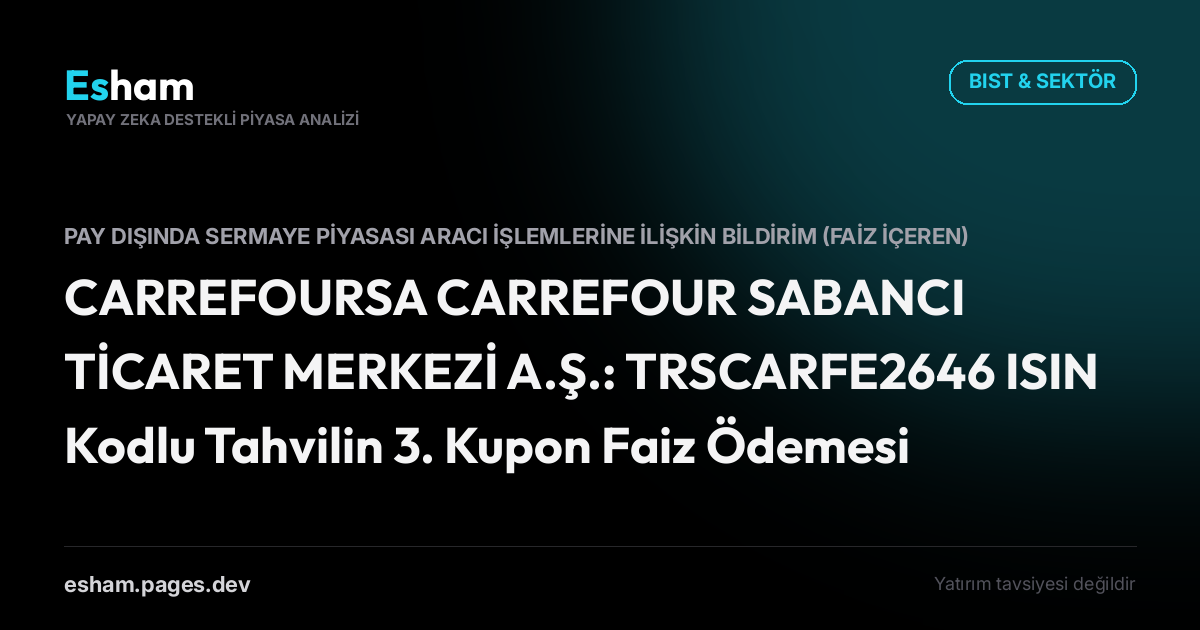 Esham
BIST & SEKTÖR
YAPAY ZEKA DESTEKLİ PİYASA ANALİZİ
PAY DIŞINDA SERMAYE PİYASASI ARACI İŞLEMLERİNE İLİŞKİN BİLDİRİM (FAİZ İÇEREN)
CARREFOURSA CARREFOUR SABANCI
TİCARET MERKEZİ A.Ş.: TRSCARFE2646 ISIN
Kodlu Tahvilin 3. Kupon Faiz Ödemesi
esham.pages.dev
Yatırım tavsiyesi değildir